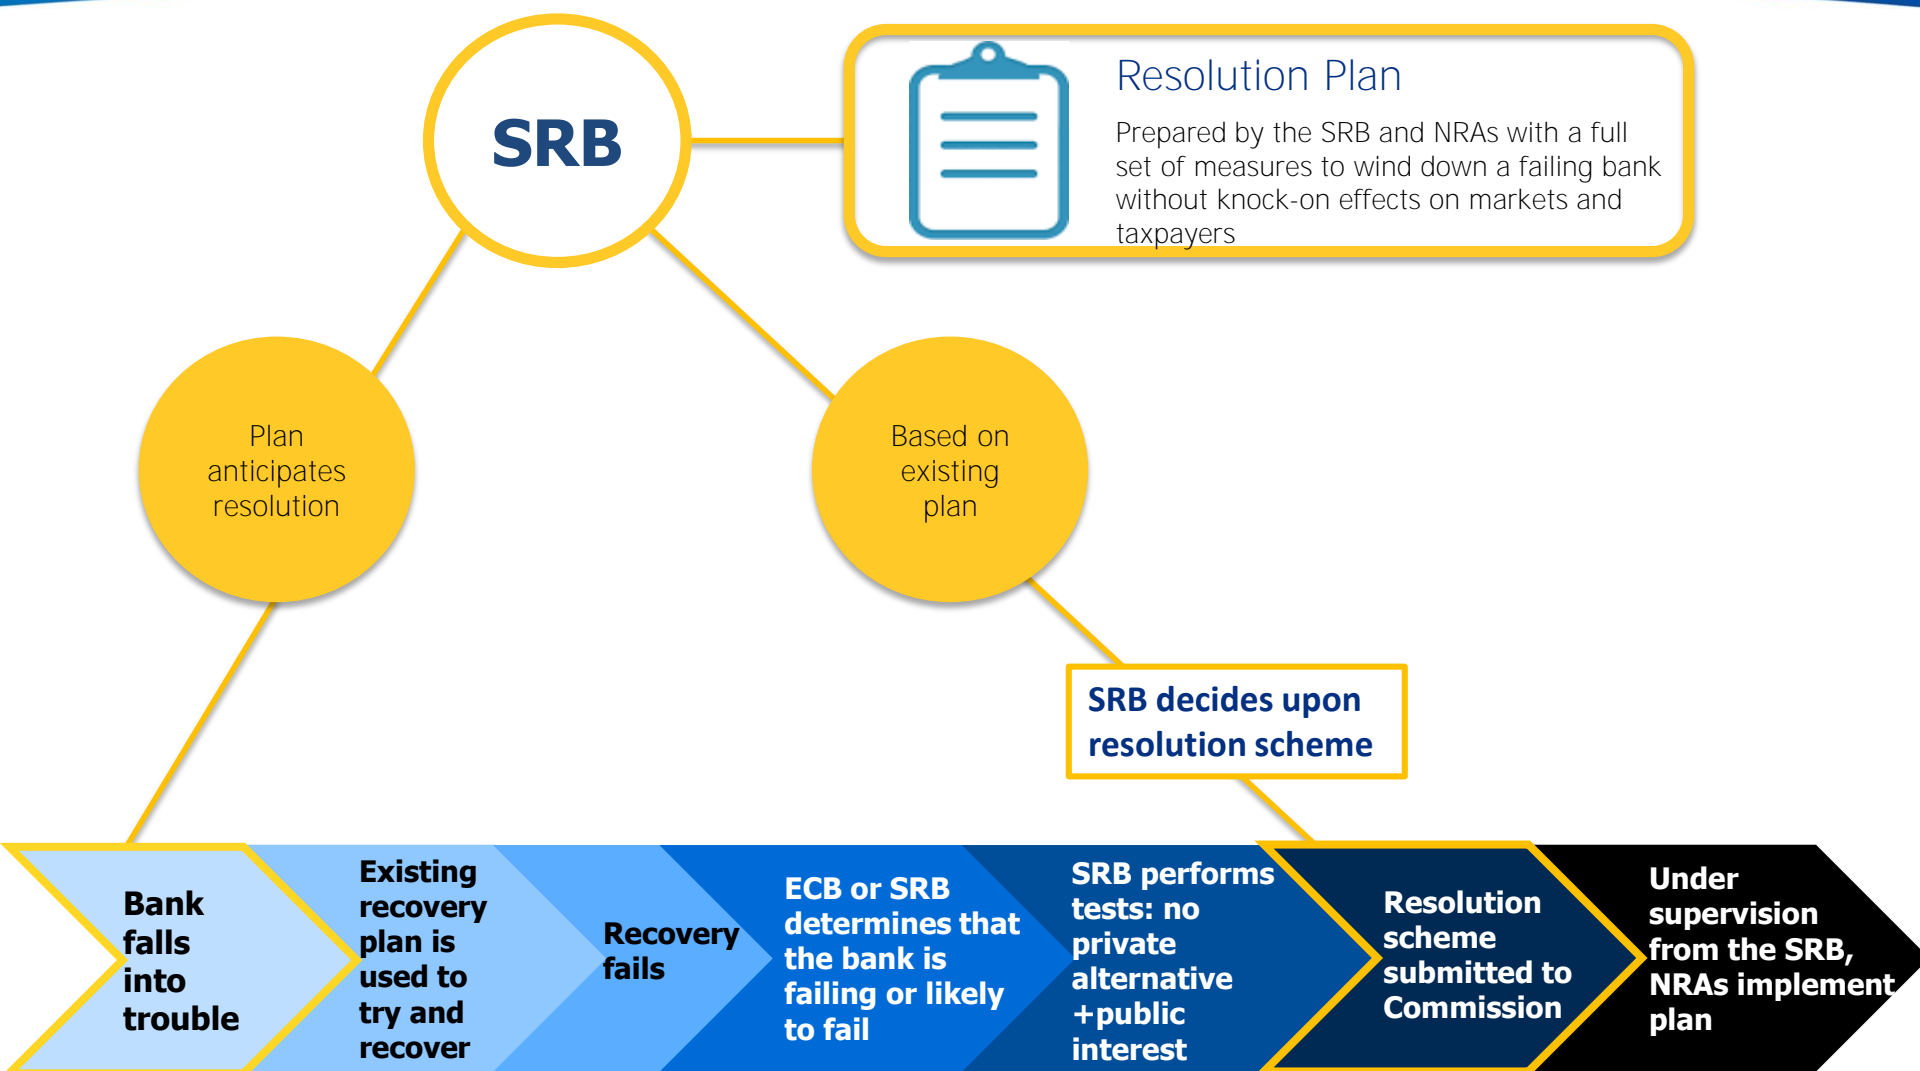 SRB
Resolution Plan
Prepared by the SRB and NRAs with a full
set of measures to wind down a failing bank
without knock-on effects on markets and
taxpayers
Plan
anticipates
resolution
Based on
existing
plan
SRB decides upon
resolution scheme
Bank
falls
into
trouble
Existing
recovery
plan is
used to
try and
recover
Recovery
fails
ECB or SRB
determines that
the bank is
failing or likely
to fail
SRB performs
tests: no
private
alternative
+public
interest
Resolution
scheme
submitted to
Commission
Under
supervision
from the SRB,
NRAs implement
plan